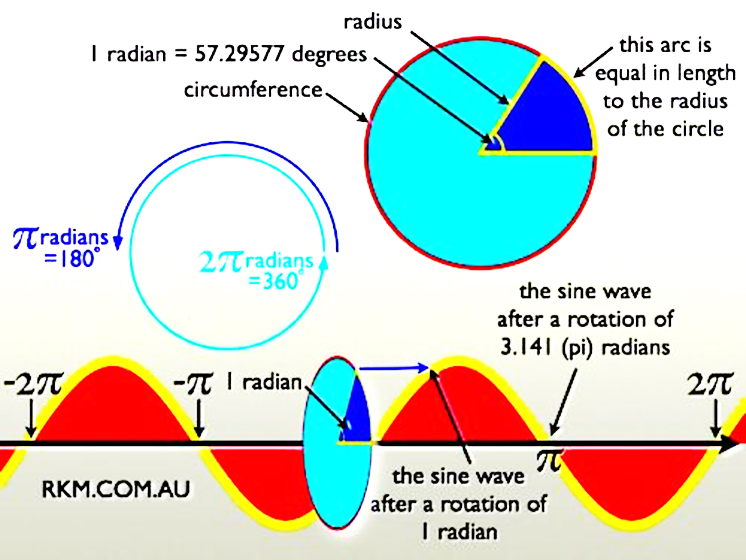 radius
1 radian = 57.29577 degrees
circumference
this arc is
equal in length
to the radius
of the circle
π radians
=180°
2π radians
=360°
the sine wave
after a rotation of
3.141 (pi) radians
-2π
-π
1 radian
2π
π
the sine wave
after a rotation of
1 radian
RKM.COM.AU